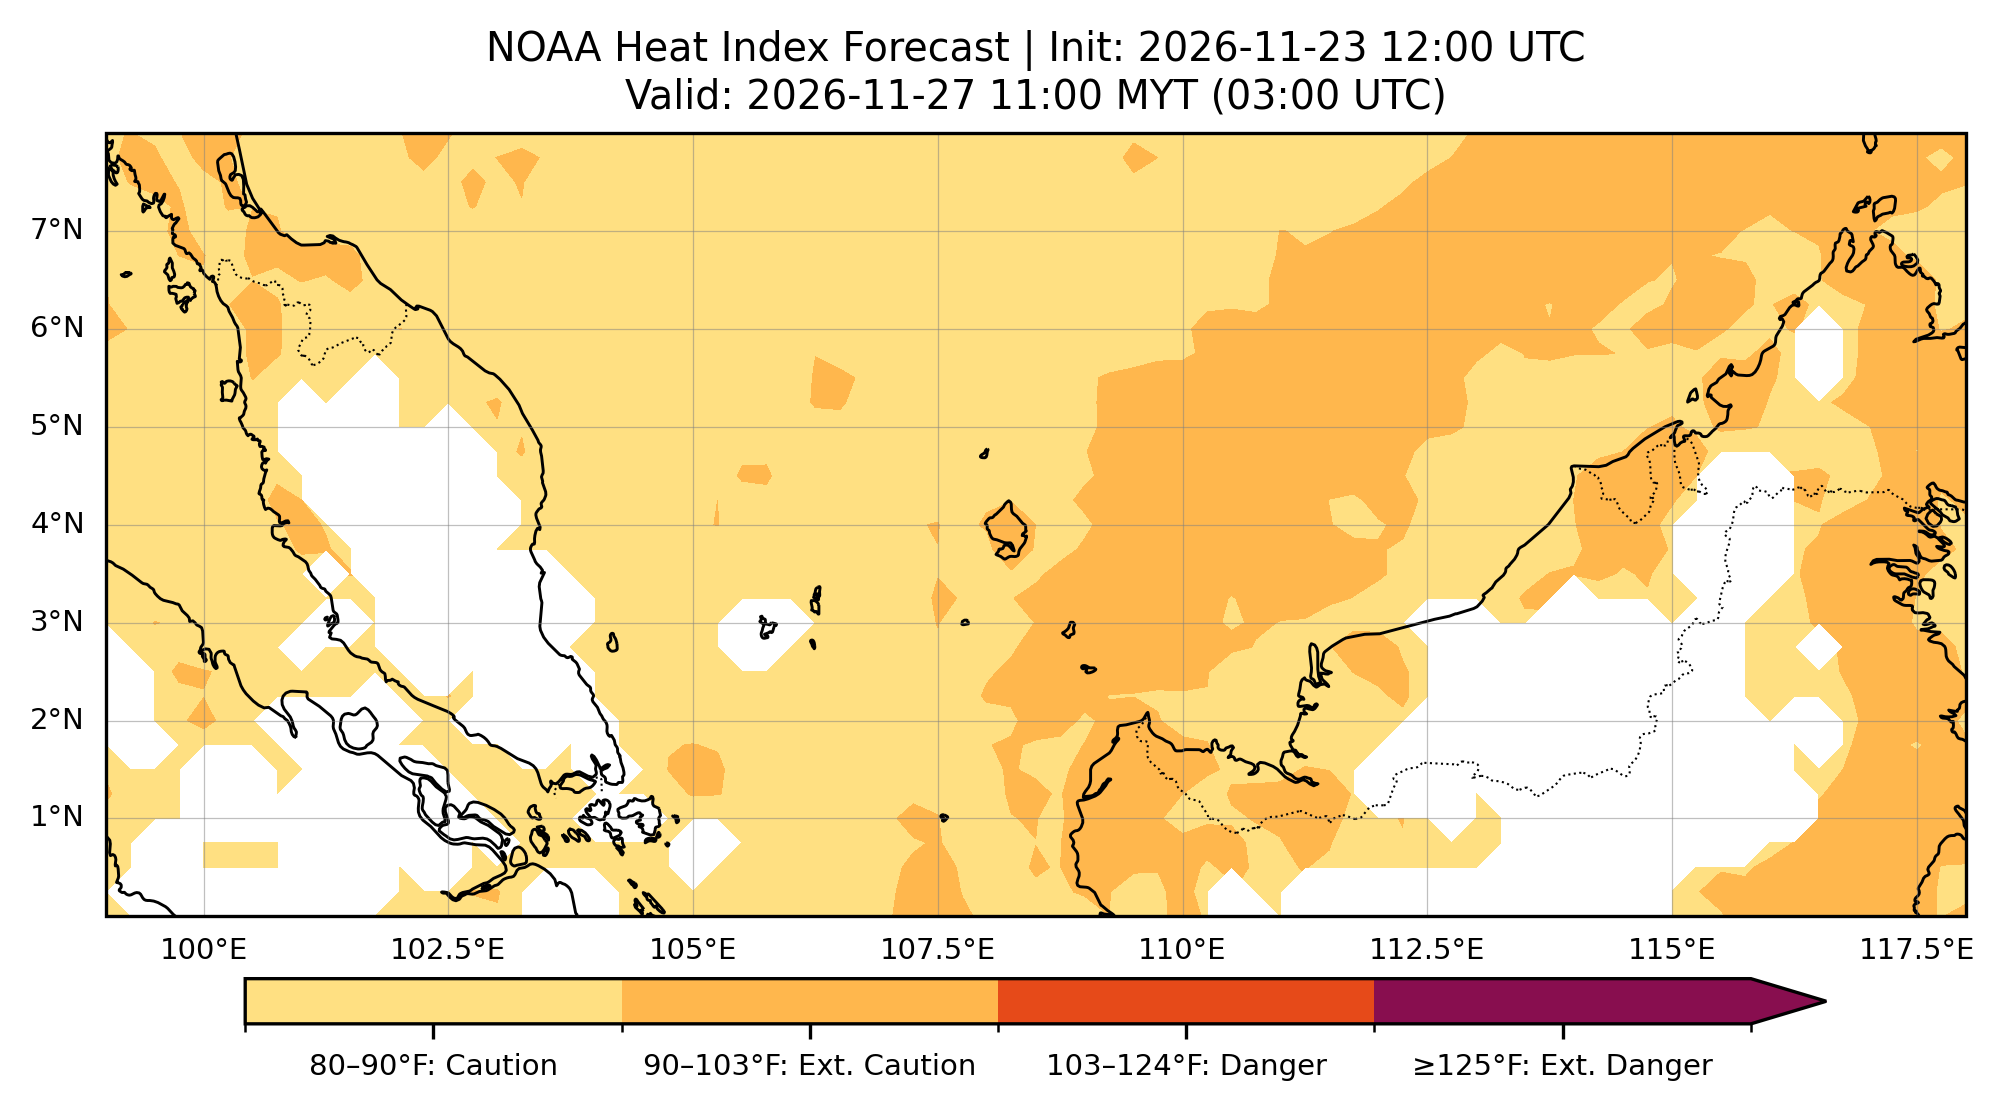 NOAA Heat Index Forecast | Init: 2026-11-23 12:00 UTC
Valid: 2026-11-27 11:00 MYT (03:00 UTC)
7°N
6°N
5°N
4°N
3°N
2°N
1°N
100°E 102.5°E 105°E 107.5°E 110°E 112.5°E 115°E 117.5°E
80–90°F: Caution 90–103°F: Ext. Caution 103–124°F: Danger ≥125°F: Ext. Danger